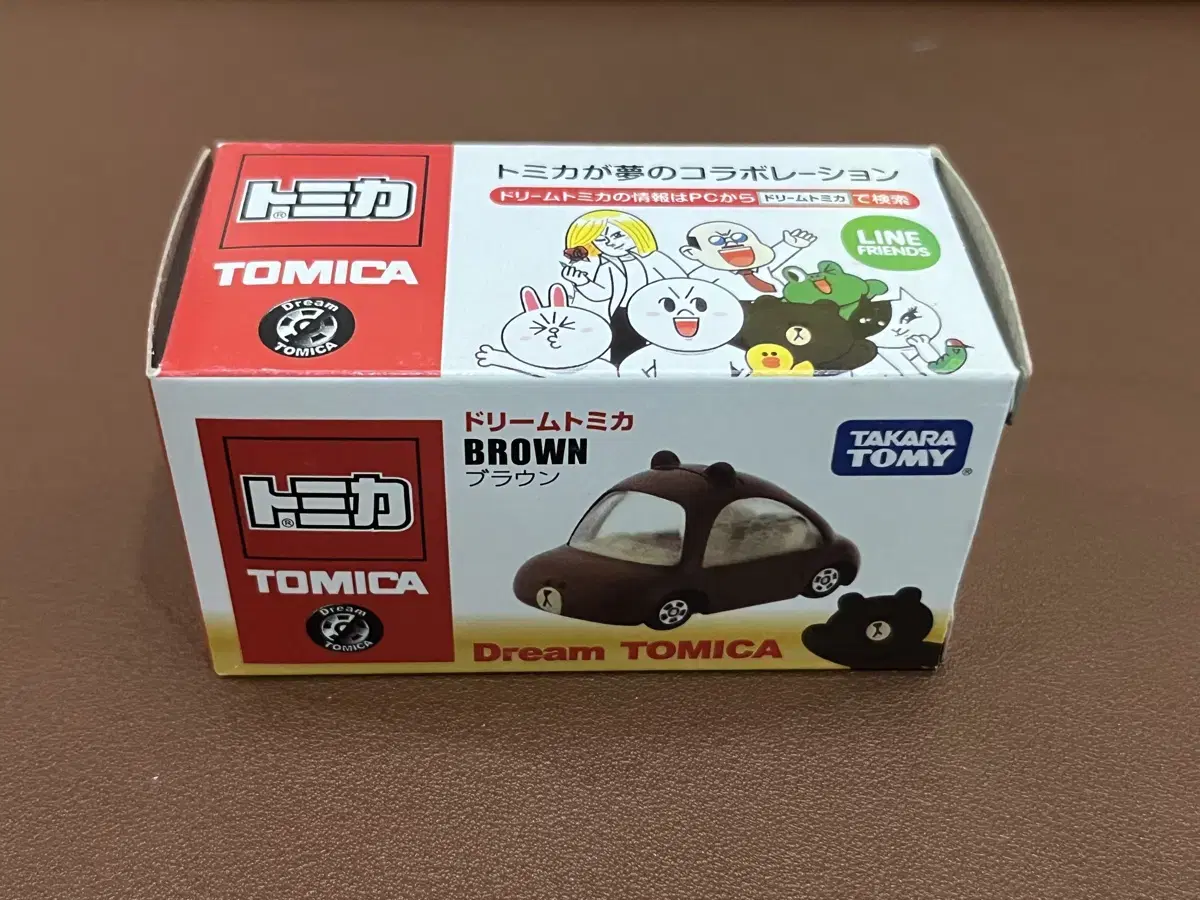 トミカ®
TOMICA
Dream
TOMICA
トミカが夢のコラボレーション
ドリームトミカの情報はPCから ドリームトミカ で検索
LINE
FRIENDS
トミカ®
TOMICA
Dream
TOMICA
ドリームトミカ
BROWN
ブラウン
TAKARA
TOMY®
Dream TOMICA